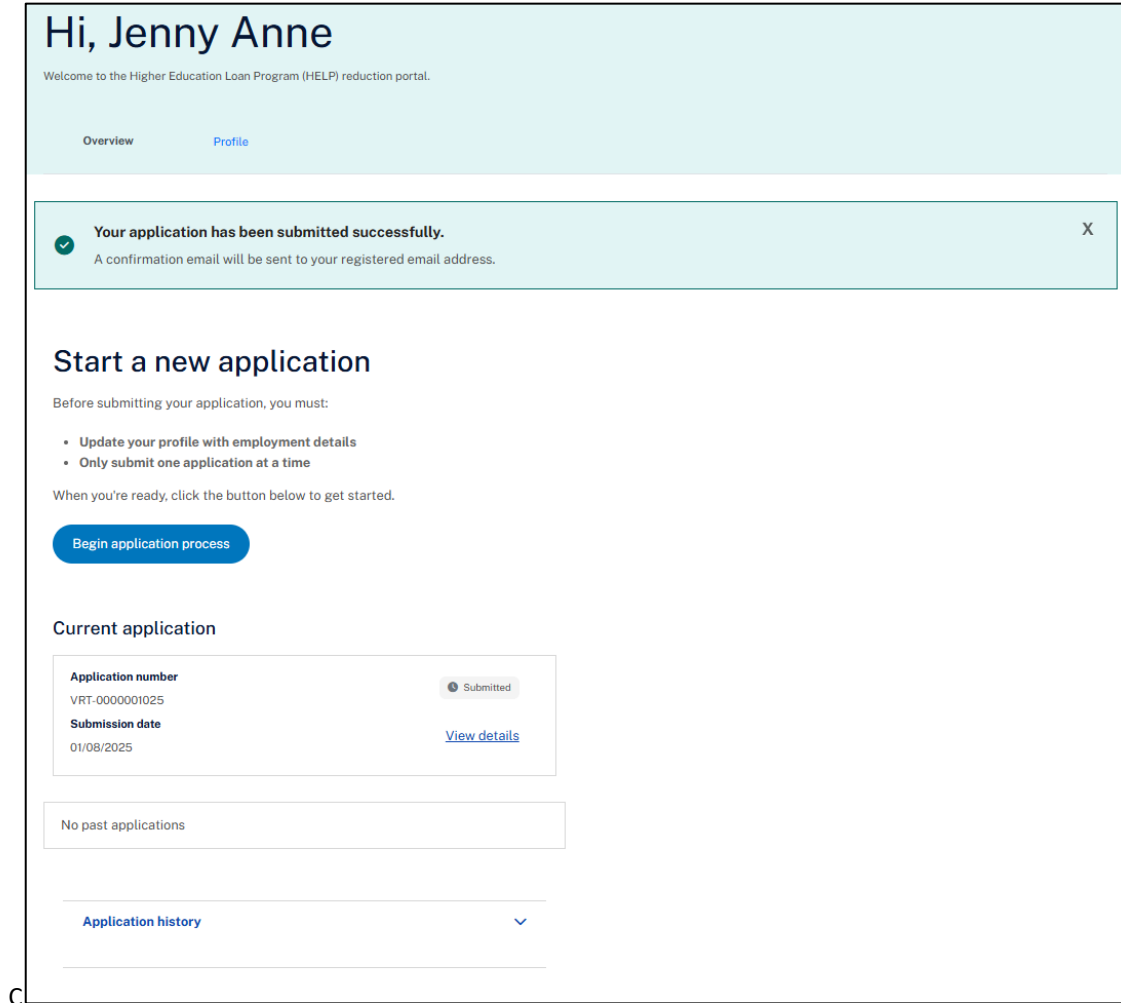 Hi, Jenny Anne
Welcome to the Higher Education Loan Program (HELP) reduction portal.
Overview Profile
Your application has been submitted successfully.
X
A confirmation email will be sent to your registered email address.
Start a new application
Before submitting your application, you must:
• Update your profile with employment details
• Only submit one application at a time
When you're ready, click the button below to get started.
Begin application process
Current application
Application number
Submitted
VRT-0000001025
Submission date
View details
01/08/2025
No past applications
Application history
C